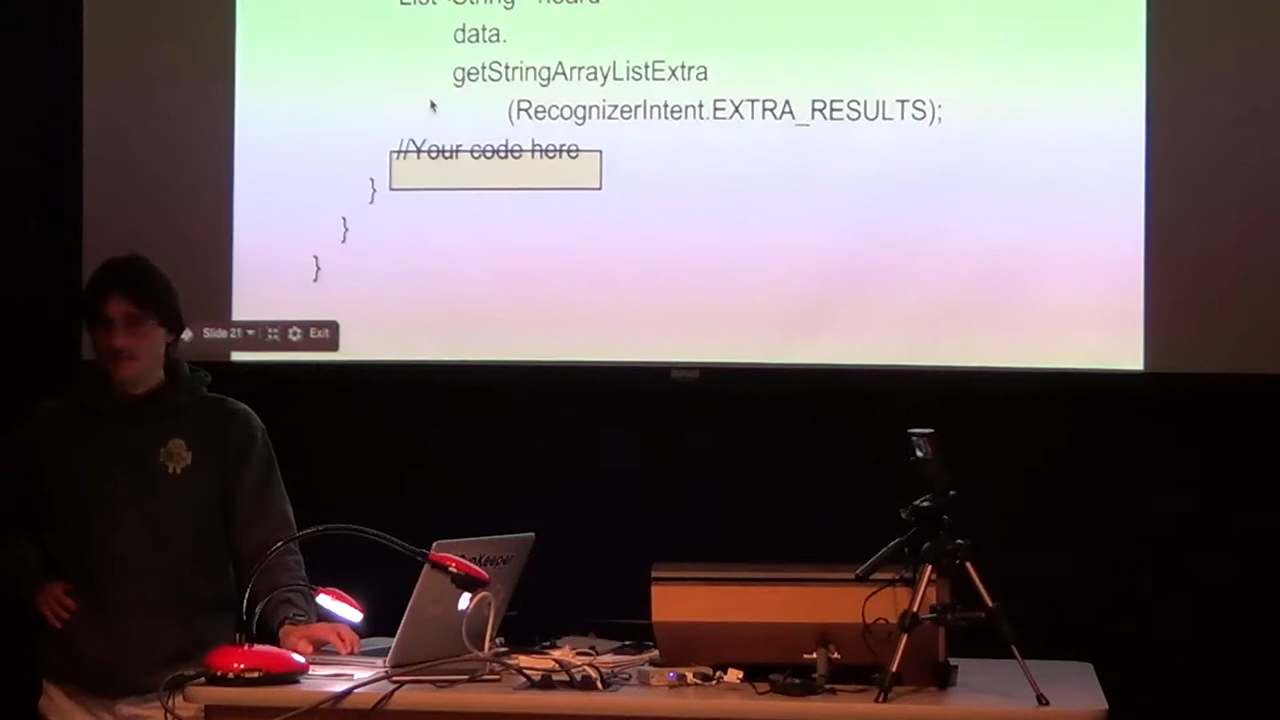 data.
getStringArrayListExtra
(RecognizerIntent.EXTRA_RESULTS);
//Your code here
}
}
}
Slide 21
Exit